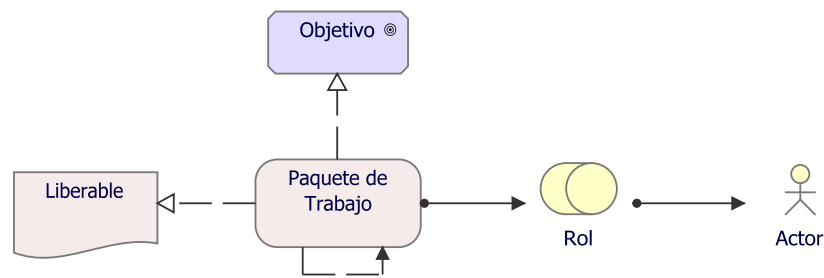 Objetivo
Liberable
Paquete de
Trabajo
Rol
Actor